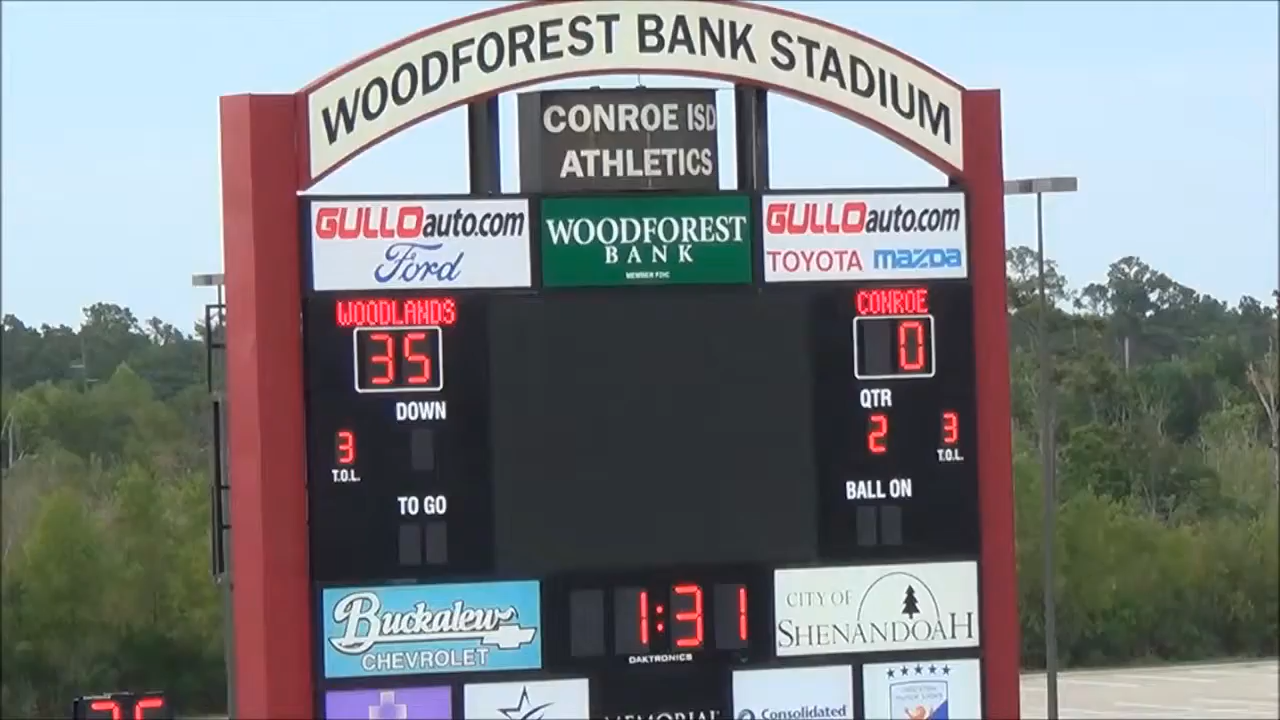 WOODFOREST BANK STADIUM
CONROE ISD
ATHLETICS
GULLOauto.com
Ford
WOODFOREST
BANK
MEMBER FDIC
GULLOauto.com
TOYOTA mazda
WOODLANDS
35
CONROE
0
DOWN
QTR
3
T.O.L.
2
3
T.O.L.
TO GO
BALL ON
Buckalew
CHEVROLET
1:31
DAKTRONICS
CITY OF
SHENANDOAH
MEMORIAL
Consolidated